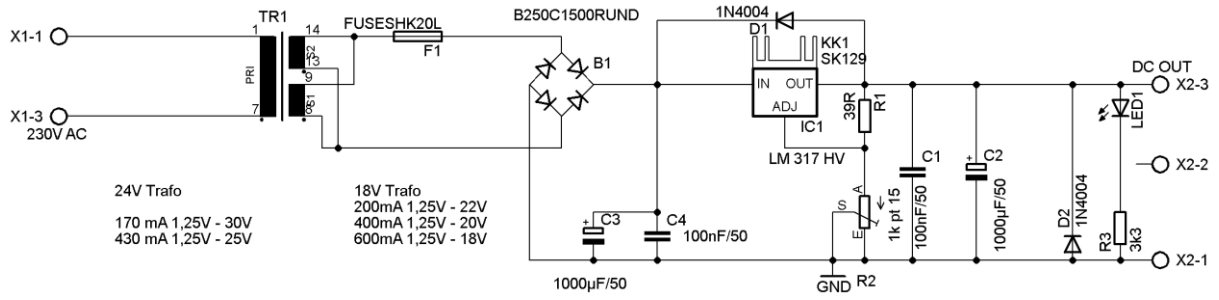 X1-1
X1-3
230V AC
TR1
1
7
PRI
14
S2
13
9
S1
8
FUSESHK20L
F1
B250C1500RUND
B1
1N4004
D1
KK1
SK129
IN OUT
ADJ
IC1
LM 317 HV
39R
R1
A
S
E
1k pt 15
R2
GND
C3
1000µF/50
C4
100nF/50
C1
100nF/50
C2
1000µF/50
D2
1N4004
LED1
R3
3k3
DC OUT
X2-3
X2-2
X2-1
24V Trafo
170 mA 1,25V - 30V
430 mA 1,25V - 25V
18V Trafo
200mA 1,25V - 22V
400mA 1,25V - 20V
600mA 1,25V - 18V